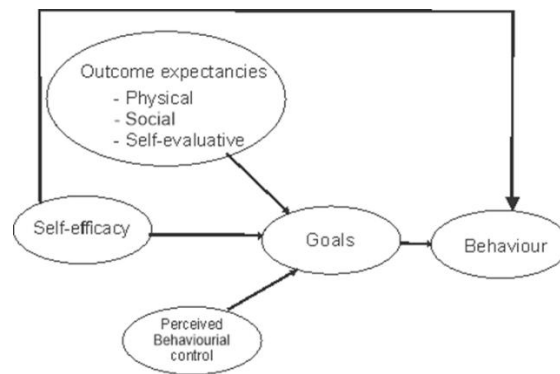 Outcome expectancies
- Physical
- Social
- Self-evaluative
Self-efficacy
Goals
Behaviour
Perceived
Behaviourial
control